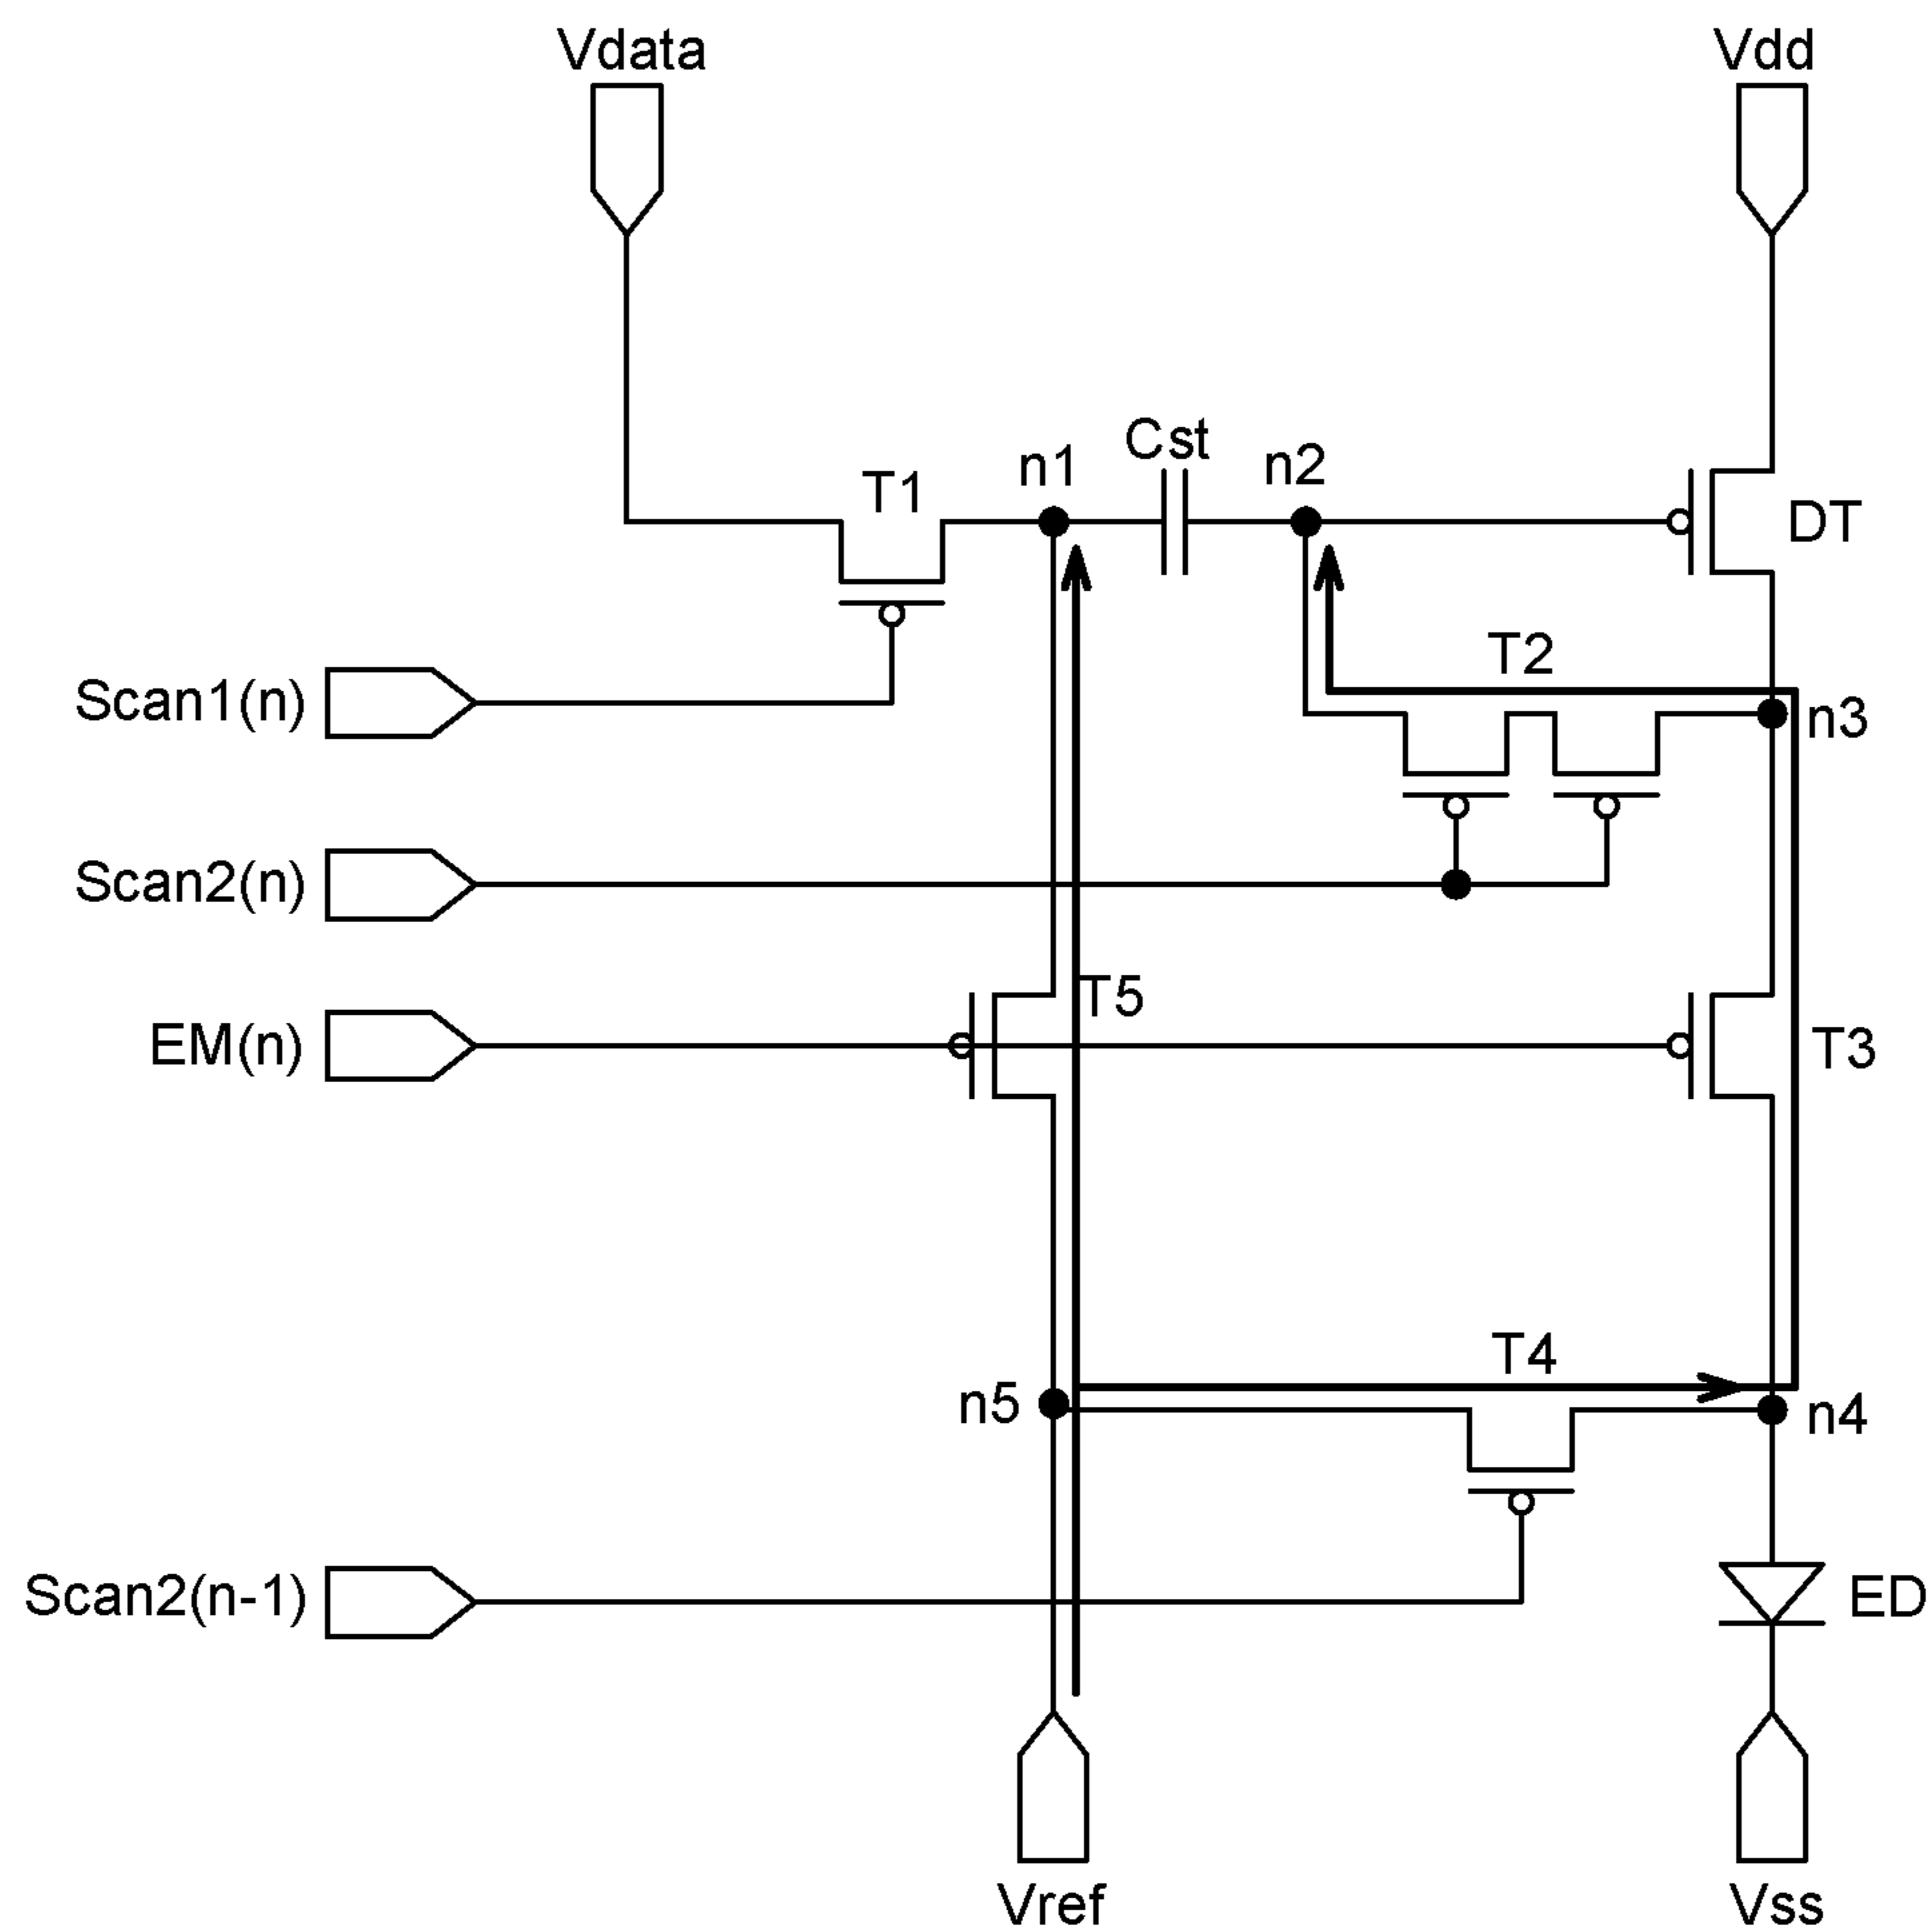 Vdata
Vdd
Cst
n1
n2
T1
DT
T2
Scan1(n)
n3
Scan2(n)
T5
EM(n)
T3
T4
n5
n4
Scan2(n-1)
ED
Vref
Vss